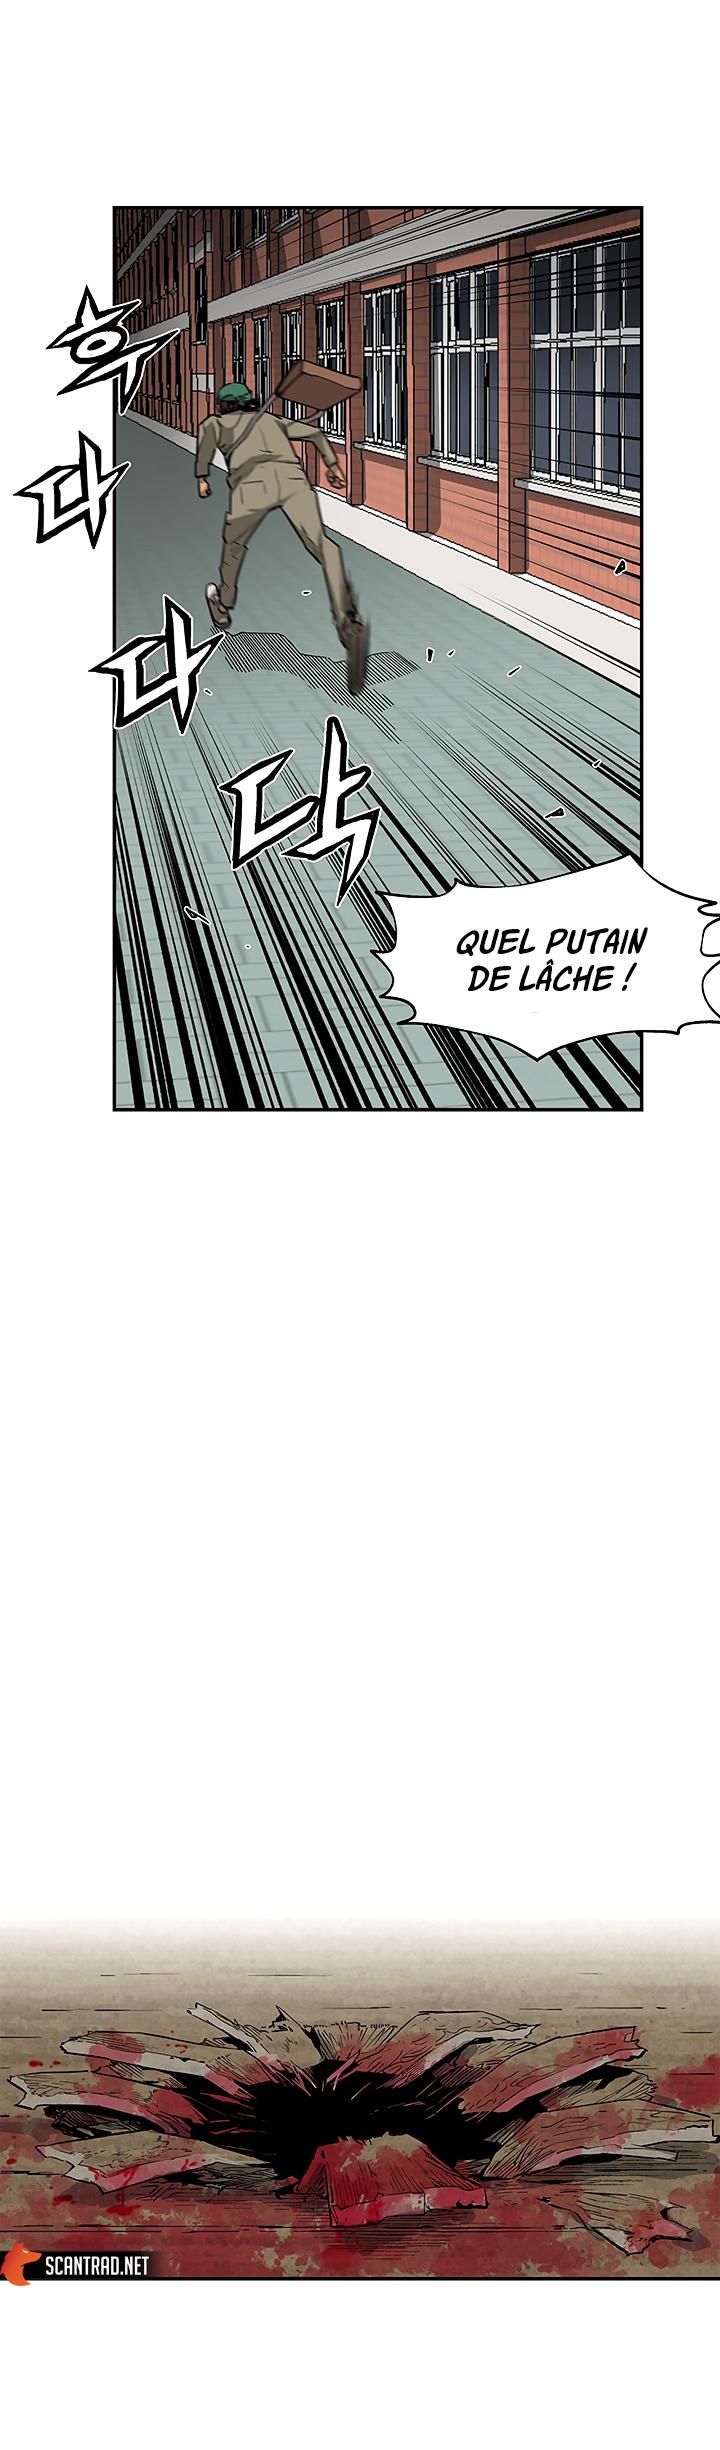 후
다
다
닥
QUEL PUTAIN
DE LÂCHE !
SCANTRAD.NET